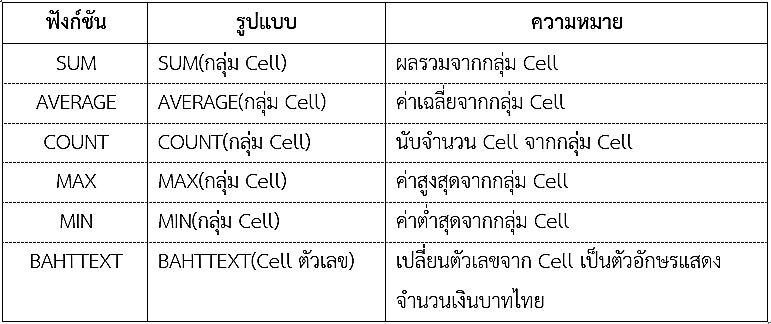 ฟังก์ชัน รูปแบบ ความหมาย
SUM SUM(กลุ่ม Cell) ผลรวมจากกลุ่ม Cell
AVERAGE AVERAGE(กลุ่ม Cell) ค่าเฉลี่ยจากกลุ่ม Cell
COUNT COUNT(กลุ่ม Cell) นับจำนวน Cell จากกลุ่ม Cell
MAX MAX(กลุ่ม Cell) ค่าสูงสุดจากกลุ่ม Cell
MIN MIN(กลุ่ม Cell) ค่าต่ำสุดจากกลุ่ม Cell
BAHTTEXT BAHTTEXT(Cell ตัวเลข) เปลี่ยนตัวเลขจาก Cell เป็นตัวอักษรแสดง
จำนวนเงินบาทไทย